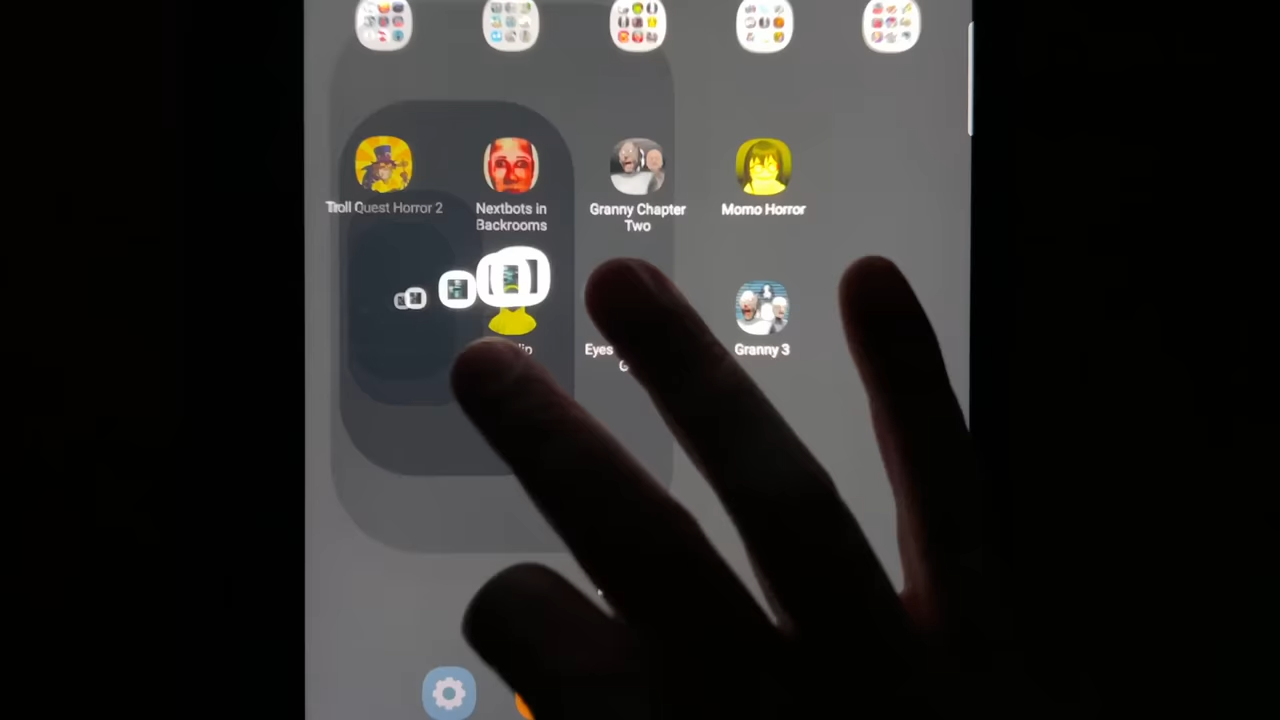 Troll Quest Horror 2
Nextbots in
Backrooms
Granny Chapter
Two
Momo Horror
Eyes
Granny 3